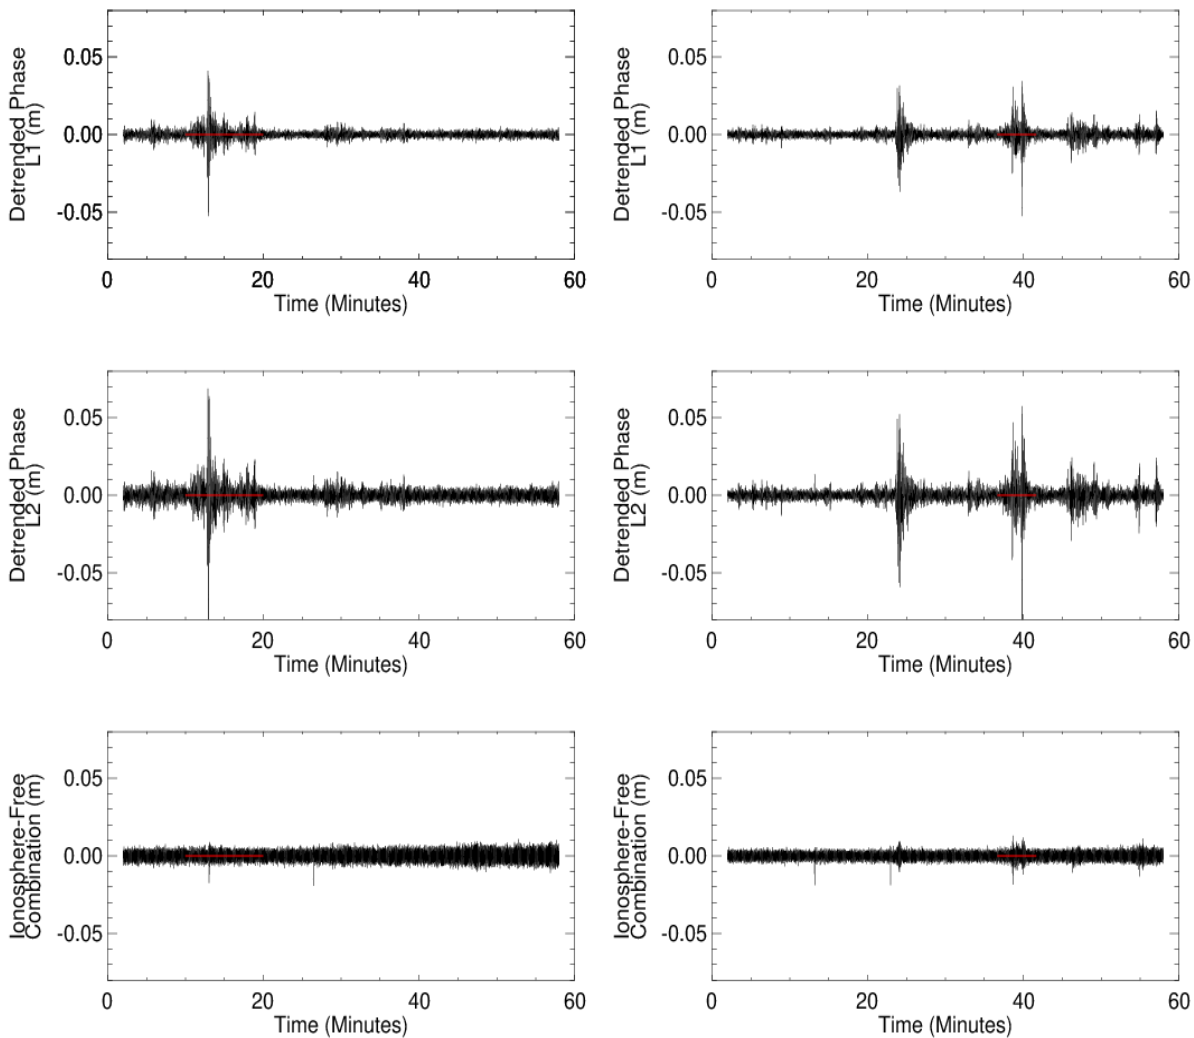 Detrended Phase
L1 (m)
0.05
0.00
-0.05
0 20 40 60
Time (Minutes)
Detrended Phase
L1 (m)
0.05
0.00
-0.05
0 20 40 60
Time (Minutes)
Detrended Phase
L2 (m)
0.05
0.00
-0.05
0 20 40 60
Time (Minutes)
Detrended Phase
L2 (m)
0.05
0.00
-0.05
0 20 40 60
Time (Minutes)
Ionosphere-Free
Combination (m)
0.05
0.00
-0.05
0 20 40 60
Time (Minutes)
Ionosphere-Free
Combination (m)
0.05
0.00
-0.05
0 20 40 60
Time (Minutes)